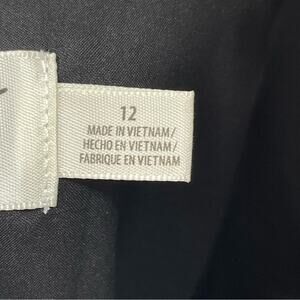 12
MADE IN VIETNAM/
HECHO EN VIETNAM/
FABRIQUE EN VIETNAM